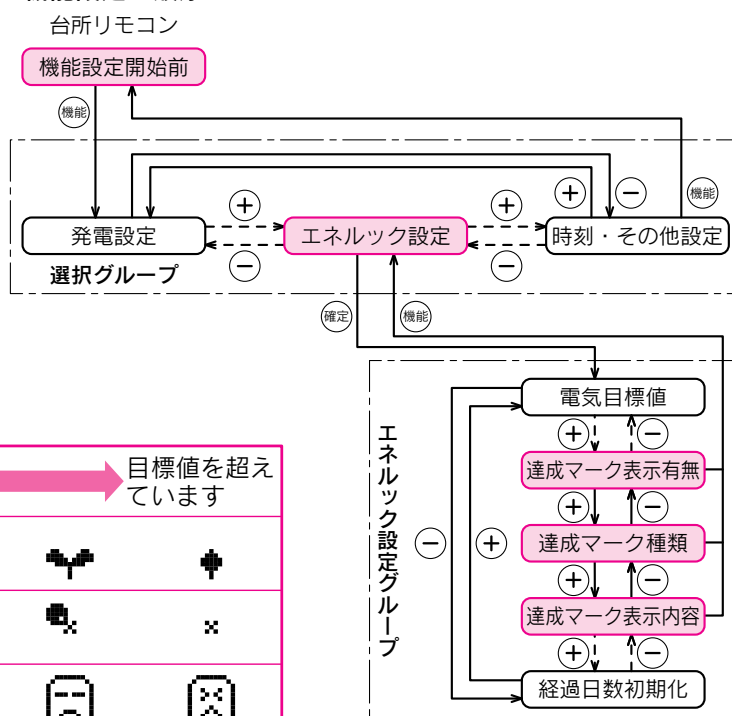 台所リモコン
機能設定開始前
機能
＋ － 機能
＋ ＋
発電設定 エネルック設定 時刻・その他設定
－ －
選択グループ
確定 機能
電気目標値
＋ －
達成マーク表示有無
＋ －
達成マーク種類
＋ －
達成マーク表示内容
＋ －
経過日数初期化
－ ＋
エネルック設定グループ
目標値を超え
ています